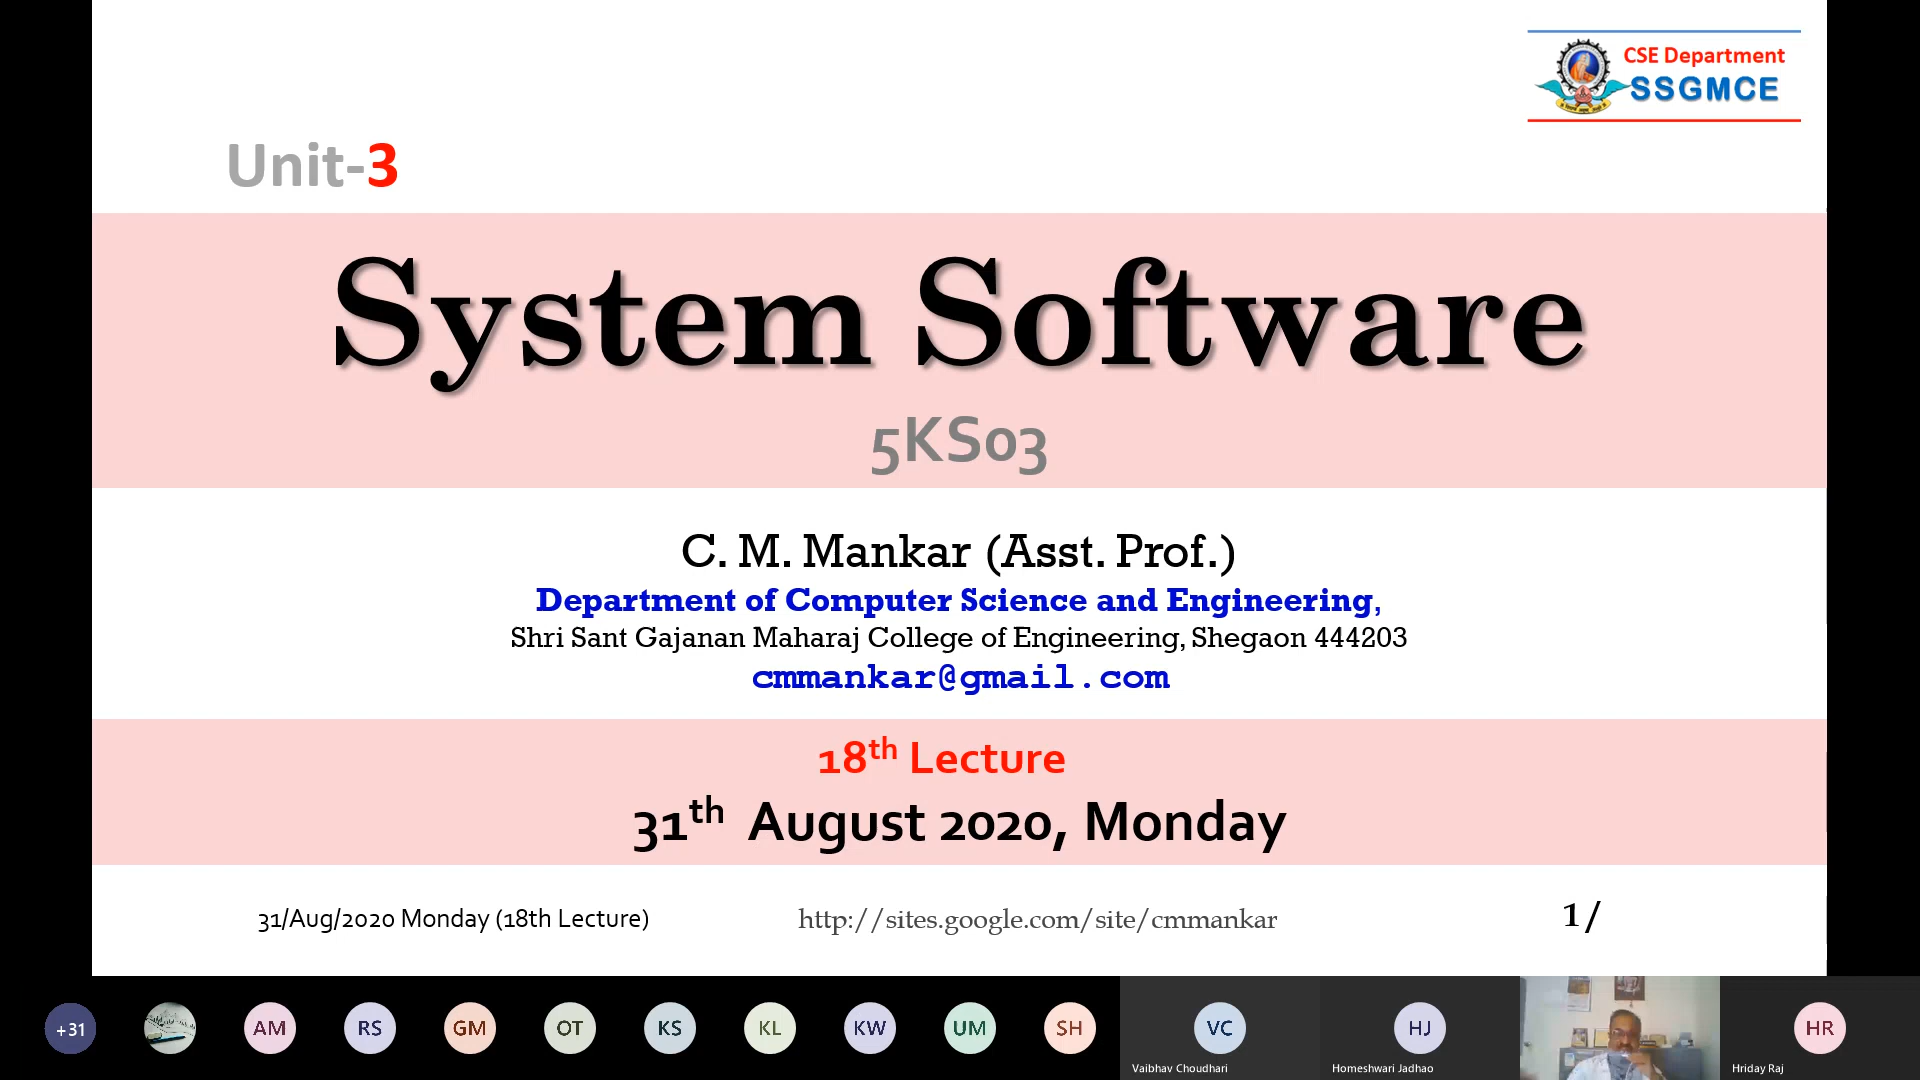 CSE Department
SSGMCE
Unit-3
System Software
5KS03
C. M. Mankar (Asst. Prof.)
Department of Computer Science and Engineering,
Shri Sant Gajanan Maharaj College of Engineering, Shegaon 444203
cmmankar@gmail.com
18th Lecture
31th August 2020, Monday
31/Aug/2020 Monday (18th Lecture)
http://sites.google.com/site/cmmankar
1/
+31
AM
RS
GM
OT
KS
KL
KW
UM
SH
VC
HJ
HR
Vaibhav Choudhari
Homeshwari Jadhao
Hriday Raj